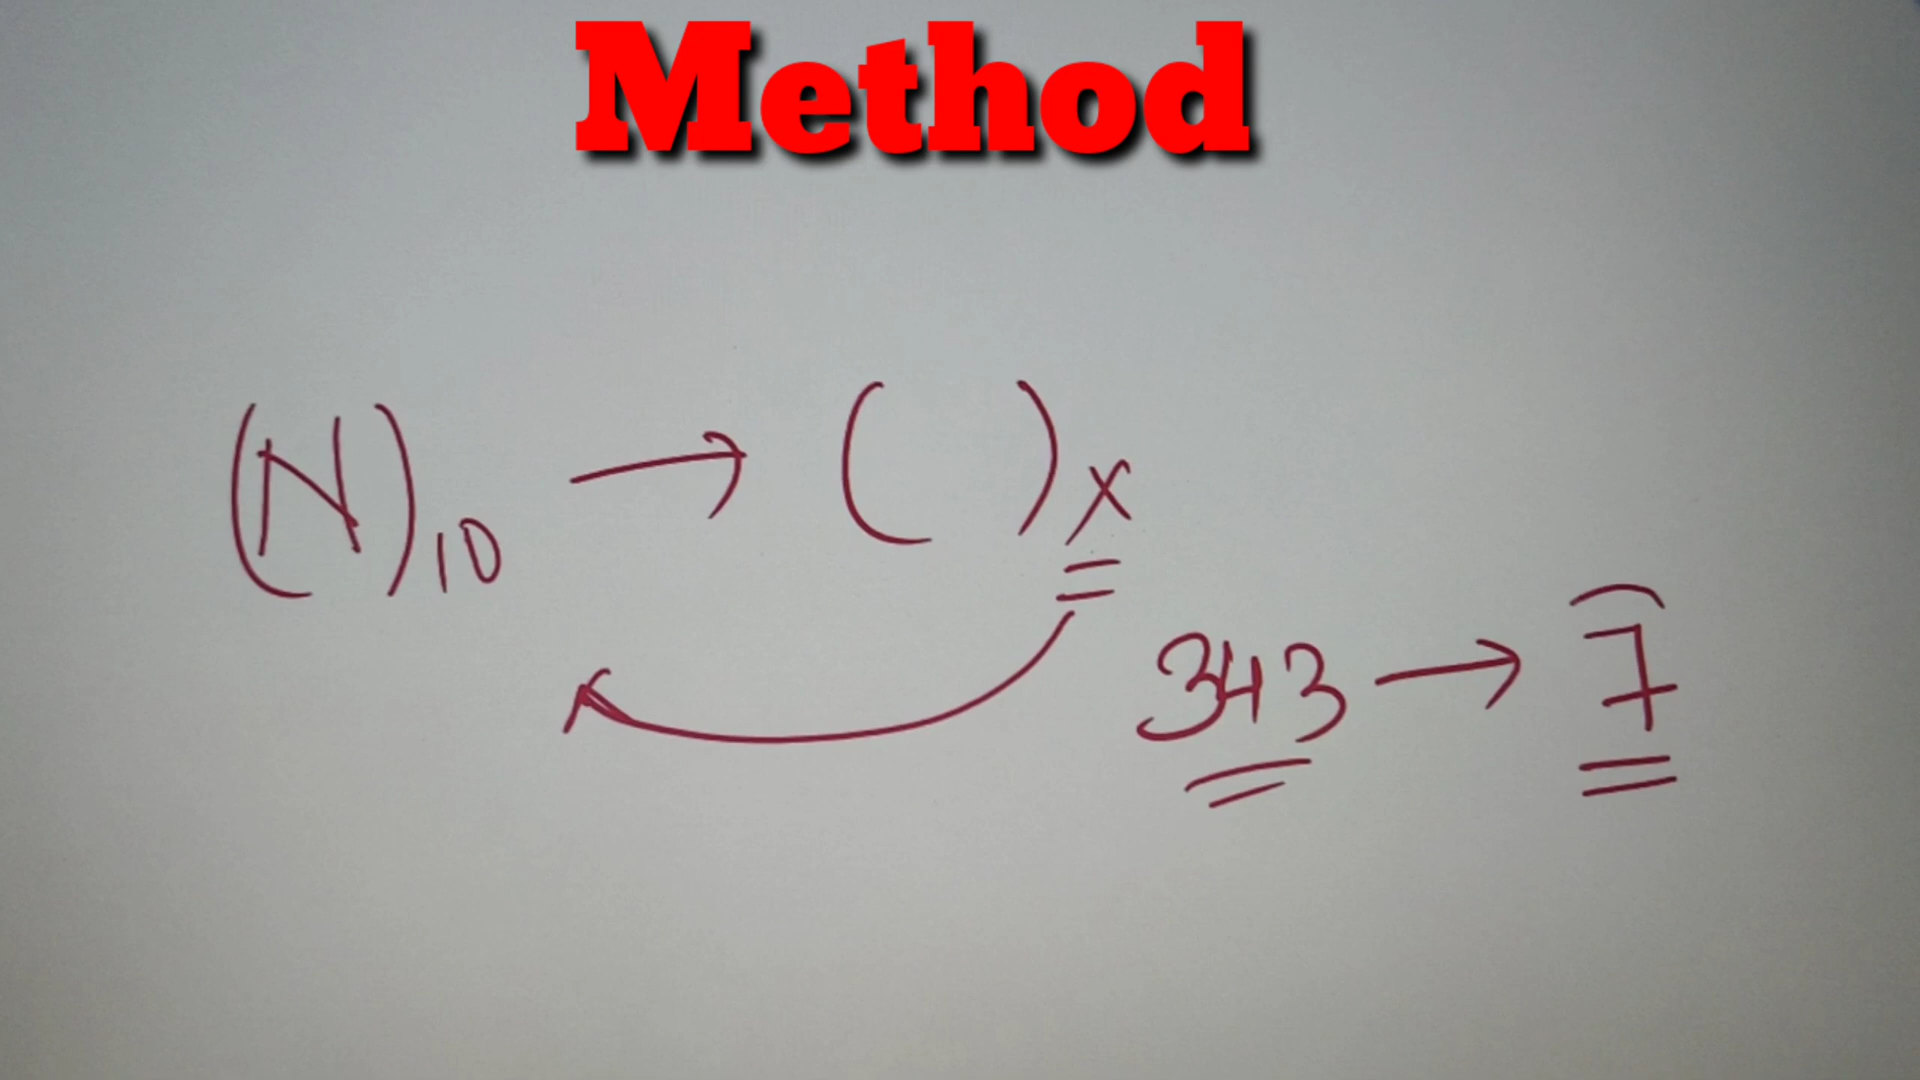 Method
(N)10 → ( )x
343 → 7